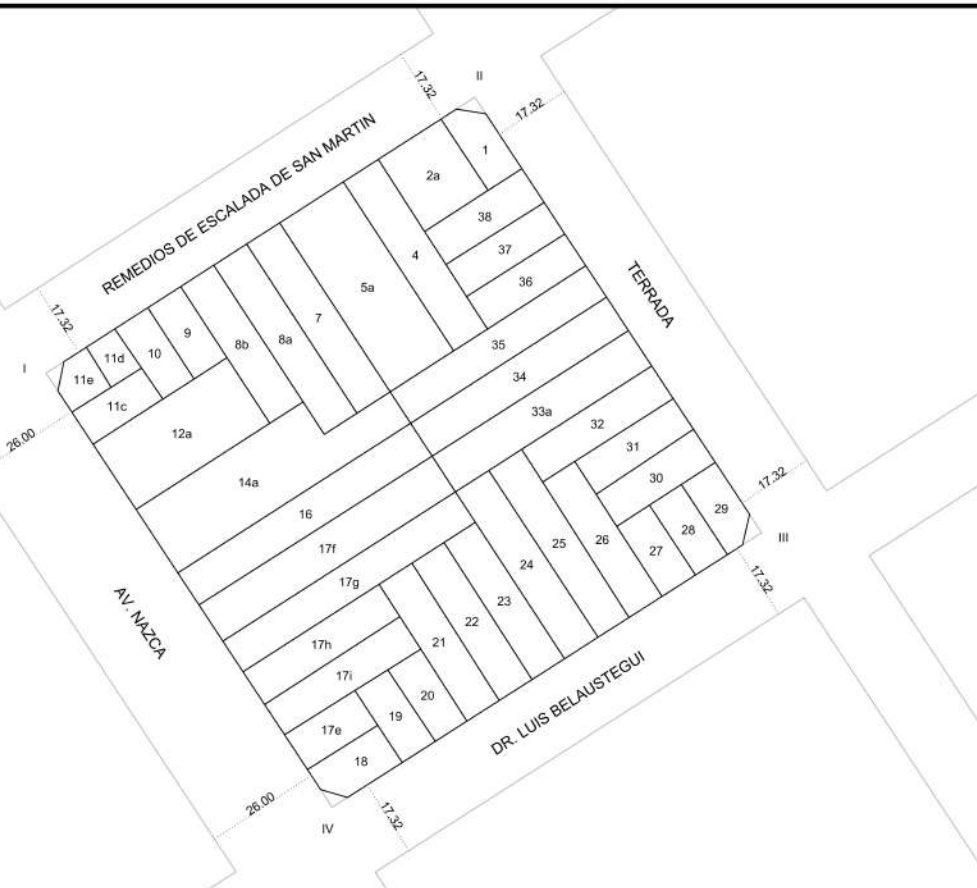 17.32
II
17.32
REMEDIOS DE ESCALADA DE SAN MARTIN
1
2a
38
4
37
36
TERRADA
17.32
5a
9
7
35
11d
10
8b
8a
34
I
11e
11c
33a
26.00
12a
32
31
14a
30
17.32
16
29
III
17f
28
26
25
27
24
17g
17.32
AV. NAZCA
23
22
17h
21
17i
20
DR. LUIS BELAUSTEGUI
19
17e
18
26.00
17.32
IV